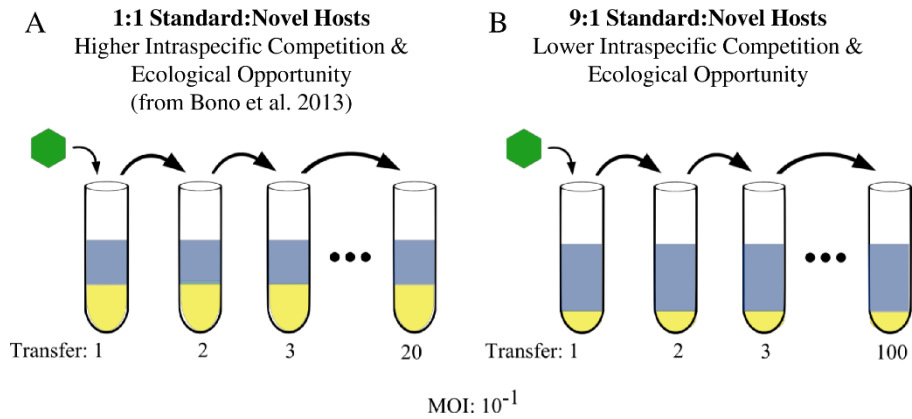 A
1:1 Standard:Novel Hosts
Higher Intraspecific Competition &
Ecological Opportunity
(from Bono et al. 2013)
Transfer: 1
2
3
20
B
9:1 Standard:Novel Hosts
Lower Intraspecific Competition &
Ecological Opportunity
Transfer: 1
2
3
100
MOI: 10⁻¹